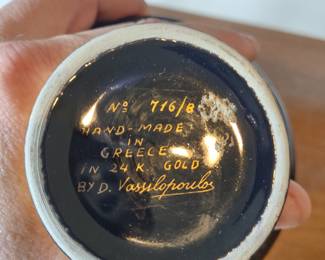 Nº 716/8
HAND-MADE
IN
GREECE
IN 24 K GOLD
BY D. Vassilopoulos